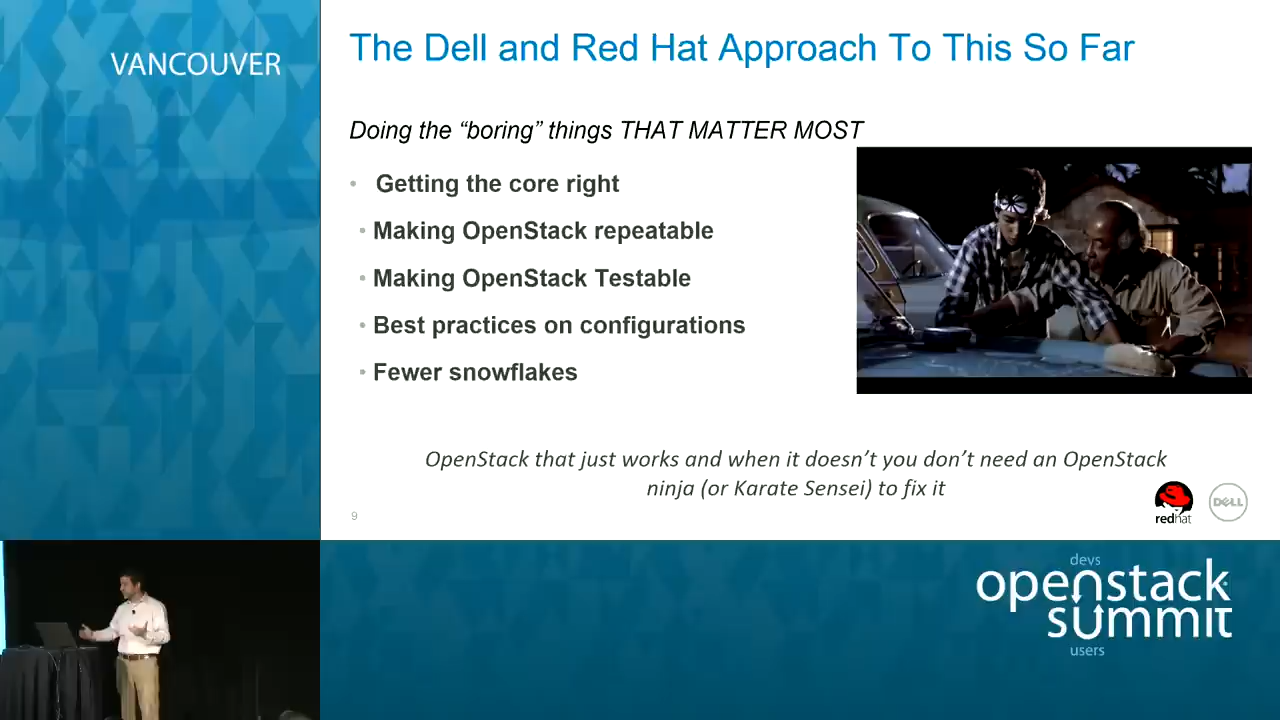 VANCOUVER
The Dell and Red Hat Approach To This So Far
Doing the “boring” things THAT MATTER MOST
• Getting the core right
• Making OpenStack repeatable
• Making OpenStack Testable
• Best practices on configurations
• Fewer snowflakes
OpenStack that just works and when it doesn’t you don’t need an OpenStack
ninja (or Karate Sensei) to fix it
redhat
DELL
9
devs
openstack
summit
users